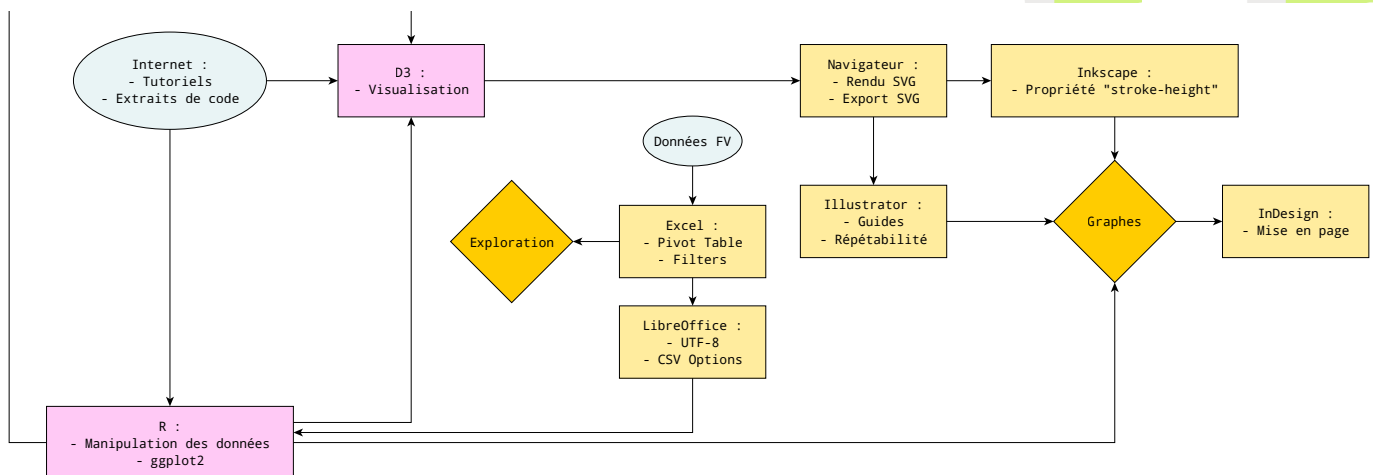 Internet :
- Tutoriels
- Extraits de code
D3 :
- Visualisation
Navigateur :
- Rendu SVG
- Export SVG
Inkscape :
- Propriété "stroke-height"
Données FV
Exploration
Excel :
- Pivot Table
- Filters
Illustrator :
- Guides
- Répétabilité
Graphes
InDesign :
- Mise en page
LibreOffice :
- UTF-8
- CSV Options
R :
- Manipulation des données
- ggplot2